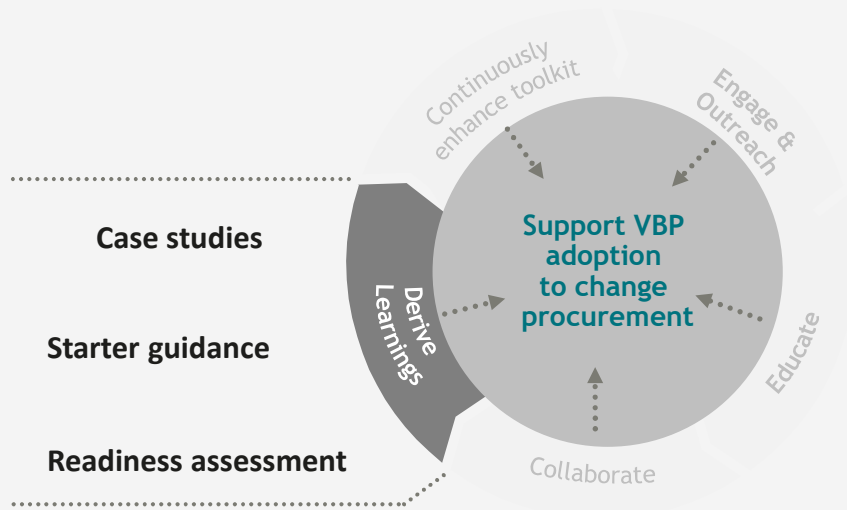 Continuously
enhance toolkit
Engage &
Outreach
Case studies
Starter guidance
Readiness assessment
Derive
Learnings
Support VBP
adoption
to change
procurement
Educate
Collaborate